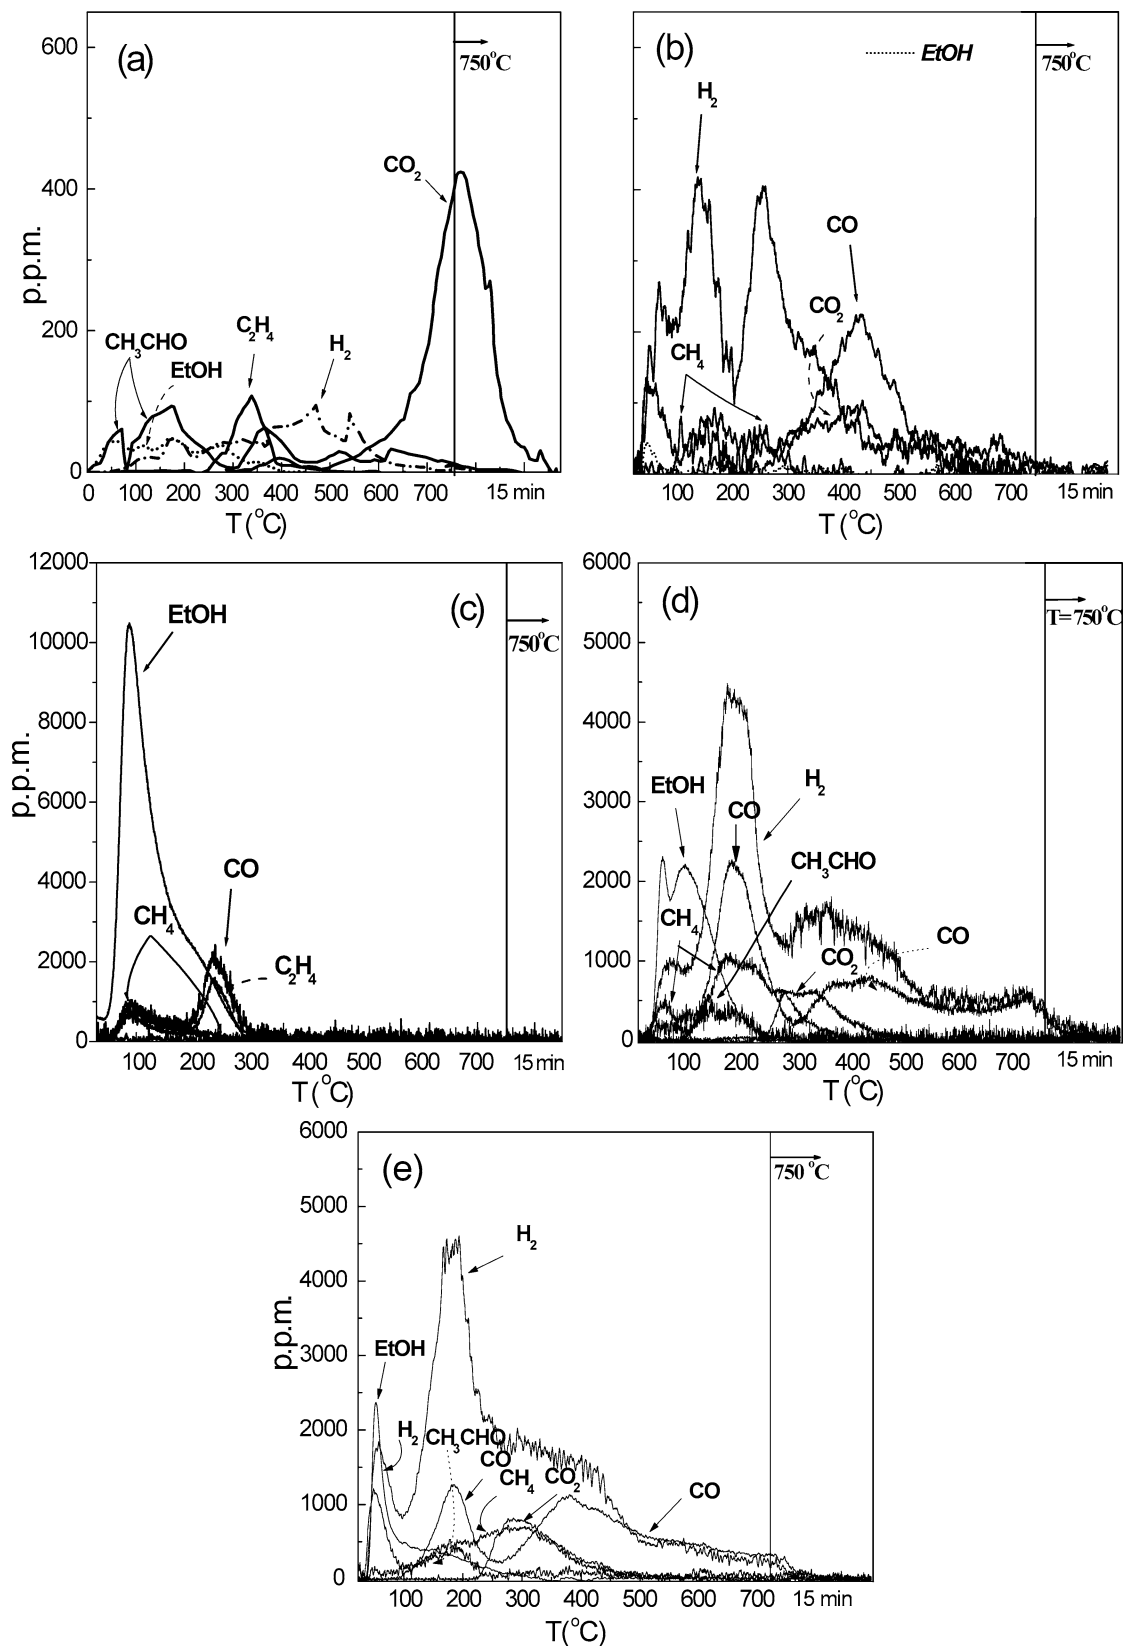 (a)
750°C
600
400
200
0
p.p.m.
CO2
CH3CHO
EtOH
C2H4
H2
0 100 200 300 400 500 600 700 15 min
T (°C)
(b)
EtOH
750°C
H2
CO
CO2
CH4
100 200 300 400 500 600 700 15 min
T (°C)
(c)
750°C
12000
10000
8000
6000
4000
2000
0
p.p.m.
EtOH
CO
CH4
C2H4
100 200 300 400 500 600 700 15 min
T (°C)
(d)
T=750°C
6000
5000
4000
3000
2000
1000
0
EtOH
H2
CO
CH3CHO
CH4
CO2
CO
100 200 300 400 500 600 700 15 min
T (°C)
(e)
750 °C
6000
5000
4000
3000
2000
1000
0
p.p.m.
H2
EtOH
H2
CH3CHO
CO
CH4
CO2
CO
100 200 300 400 500 600 700 15 min
T(°C)